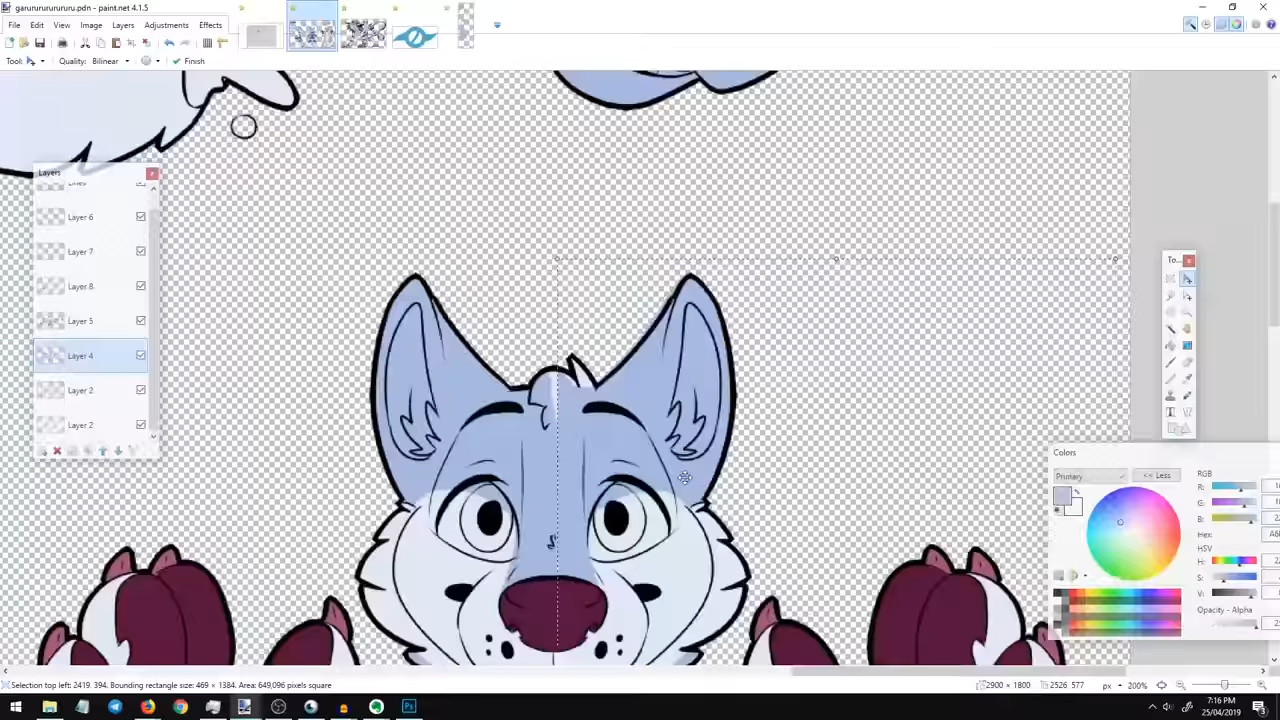 garurururururu.pdn - paint.net 4.1.5
File Edit View Image Layers Adjustments Effects
Tool: Quality: Bilinear Finish
Layers
Layer 6
Layer 7
Layer 8
Layer 5
Layer 4
Layer 2
Layer 2
To...
Colors
Primary << Less
RGB
R:
G:
B:
Hex:
HSV
H:
S:
V:
Opacity - Alpha
Selection top left: 2419, 394. Bounding rectangle size: 469 × 1384. Area: 649,096 pixels square
2900 × 1800 2526, 577 px 200%
7:16 PM
25/04/2019